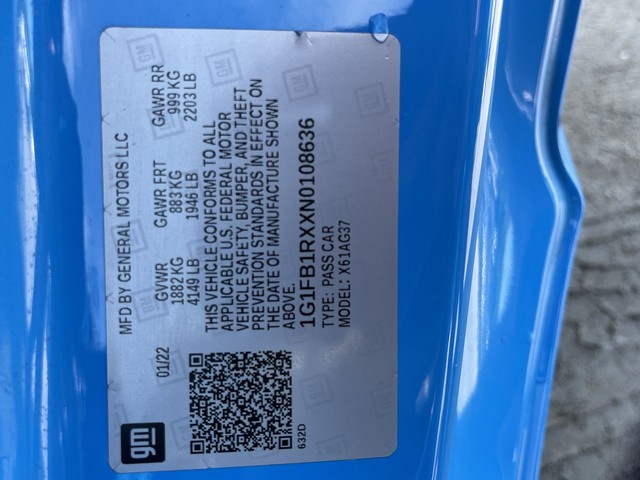 gm
MFD BY GENERAL MOTORS LLC
01/22
GVWR GAWR FRT GAWR RR
1882 KG 883 KG 999 KG
4149 LB 1946 LB 2203 LB
THIS VEHICLE CONFORMS TO ALL
APPLICABLE U.S. FEDERAL MOTOR
VEHICLE SAFETY, BUMPER, AND THEFT
PREVENTION STANDARDS IN EFFECT ON
THE DATE OF MANUFACTURE SHOWN
ABOVE.
1G1FB1RXXN0108636
TYPE: PASS CAR
MODEL: X61AG37
632D